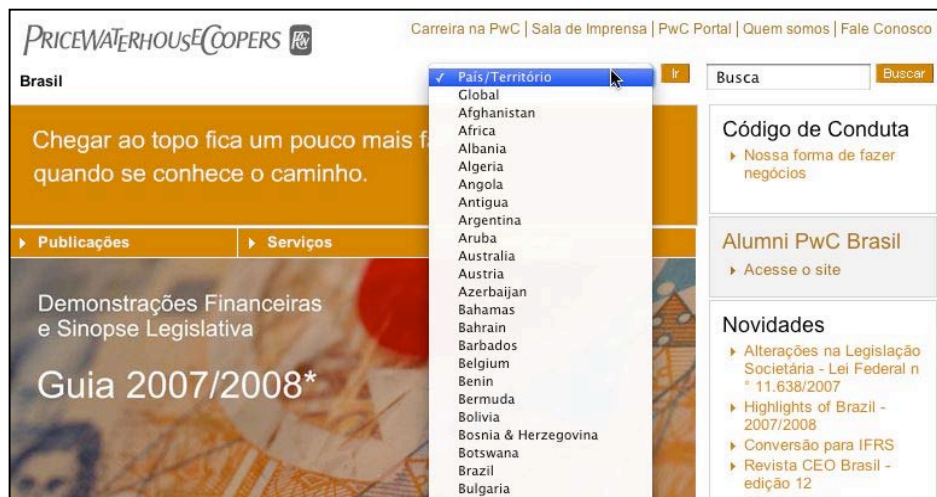 PRICEWATERHOUSECOOPERS PwC
Carreira na PwC | Sala de Imprensa | PwC Portal | Quem somos | Fale Conosco
Brasil
✓ País/Território
Ir
Busca
Buscar
Global
Afghanistan
Africa
Albania
Algeria
Angola
Antigua
Argentina
Aruba
Australia
Austria
Azerbaijan
Bahamas
Bahrain
Barbados
Belgium
Benin
Bermuda
Bolivia
Bosnia & Herzegovina
Botswana
Brazil
Bulgaria
Chegar ao topo fica um pouco mais
quando se conhece o caminho.
Publicações
Serviços
Demonstrações Financeiras
e Sinopse Legislativa
Guia 2007/2008*
Código de Conduta
Nossa forma de fazer
negócios
Alumni PwC Brasil
Acesse o site
Novidades
Alterações na Legislação
Societária - Lei Federal n
° 11.638/2007
Highlights of Brazil -
2007/2008
Conversão para IFRS
Revista CEO Brasil -
edição 12